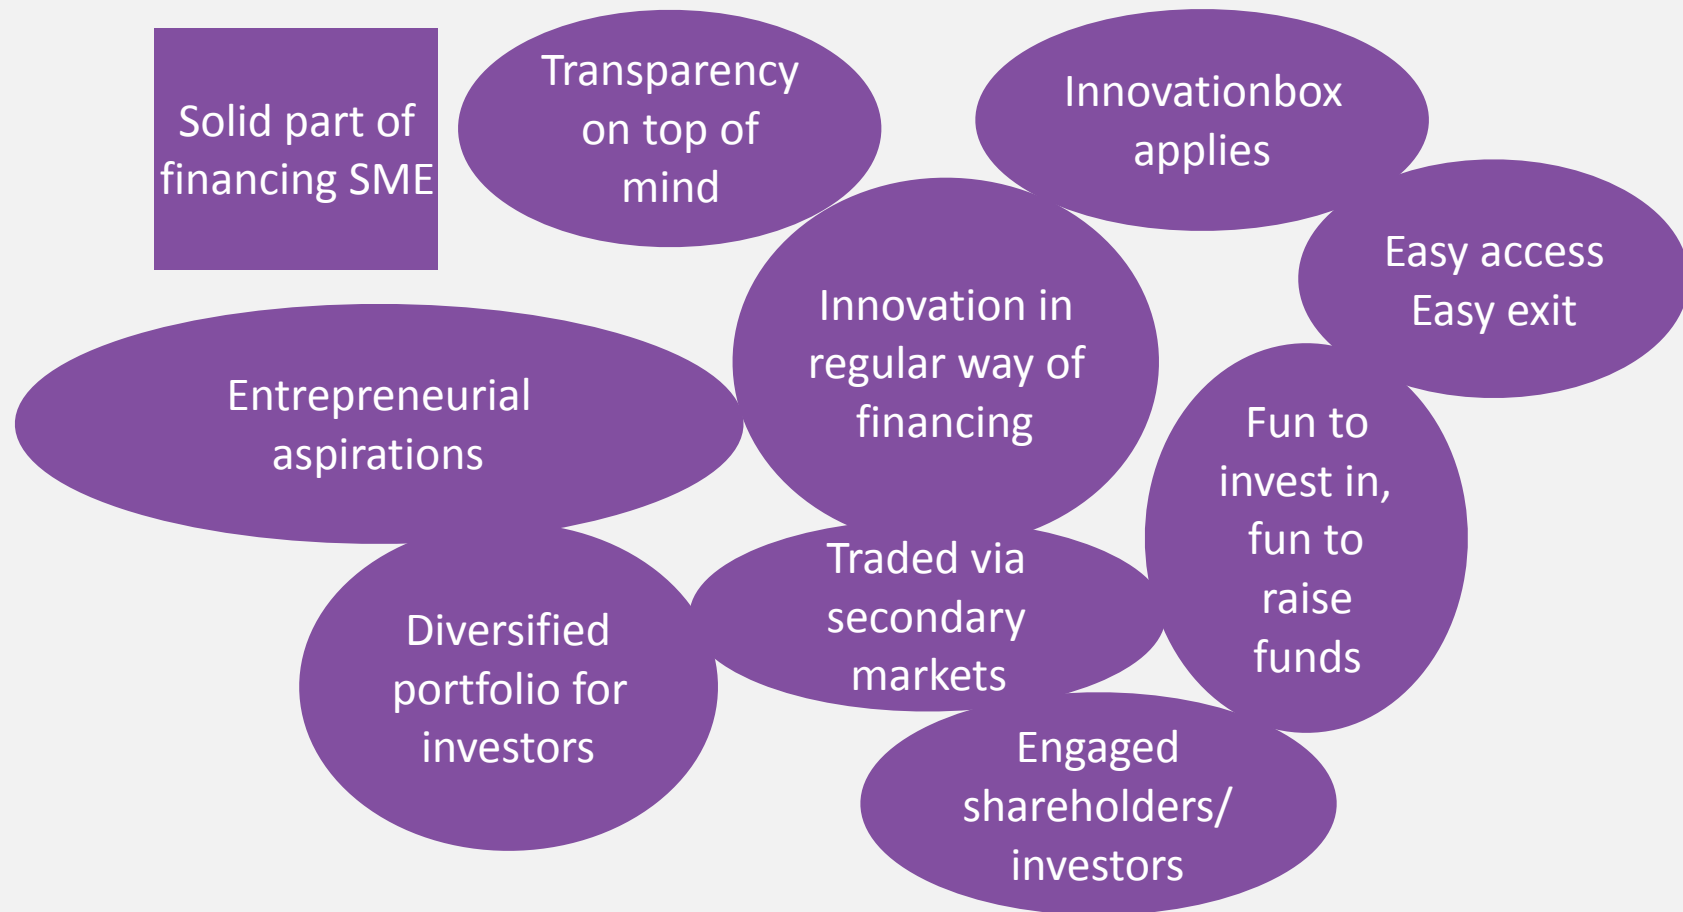 Solid part of
financing SME
Transparency
on top of
mind
Innovationbox
applies
Easy access
Easy exit
Innovation in
regular way of
financing
Entrepreneurial
aspirations
Fun to
invest in,
fun to
raise
funds
Traded via
secondary
markets
Diversified
portfolio for
investors
Engaged
shareholders/
investors